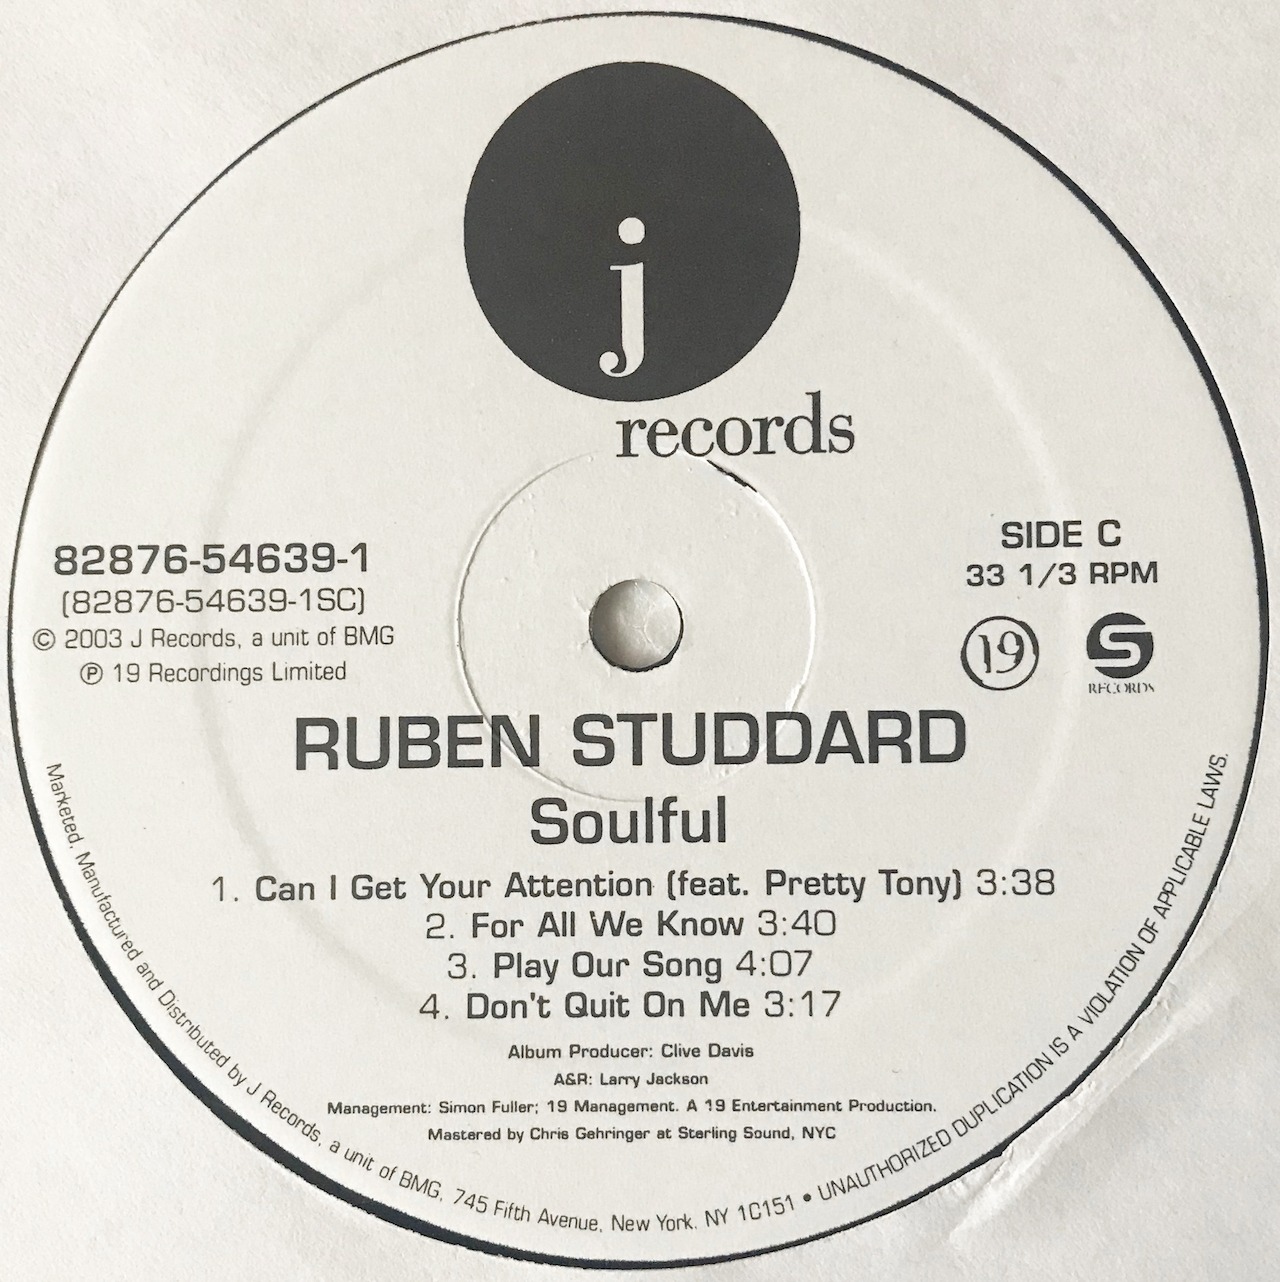 j
records
82876-54639-1
(82876-54639-1SC)
© 2003 J Records, a unit of BMG
℗ 19 Recordings Limited
SIDE C
33 1/3 RPM
19
S
RECORDS
RUBEN STUDDARD
Soulful
1. Can I Get Your Attention (feat. Pretty Tony) 3:38
2. For All We Know 3:40
3. Play Our Song 4:07
4. Don't Quit On Me 3:17
Album Producer: Clive Davis
A&R: Larry Jackson
Management: Simon Fuller; 19 Management. A 19 Entertainment Production.
Mastered by Chris Gehringer at Sterling Sound, NYC
Marketed, Manufactured and Distributed by J Records, a unit of BMG, 745 Fifth Avenue, New York, NY 10151 • UNAUTHORIZED DUPLICATION IS A VIOLATION OF APPLICABLE LAWS.